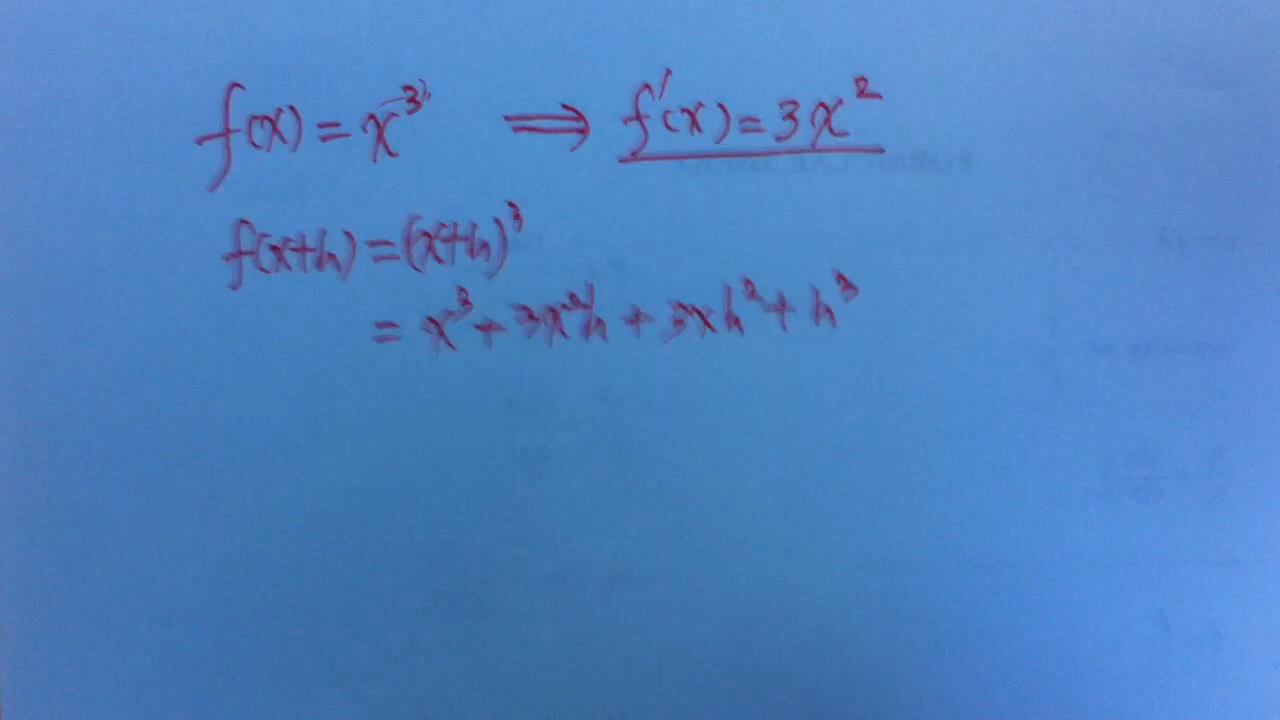 f(x) = x³ ⟹ f'(x) = 3x²
f(x+h) = (x+h)³
= x³ + 3x²h + 3xh² + h³